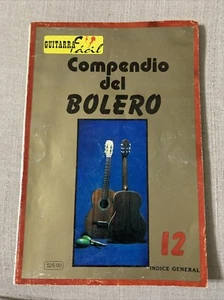 GUITARRA
Fácil
Compendio
del
BOLERO
12
INDICE GENERAL